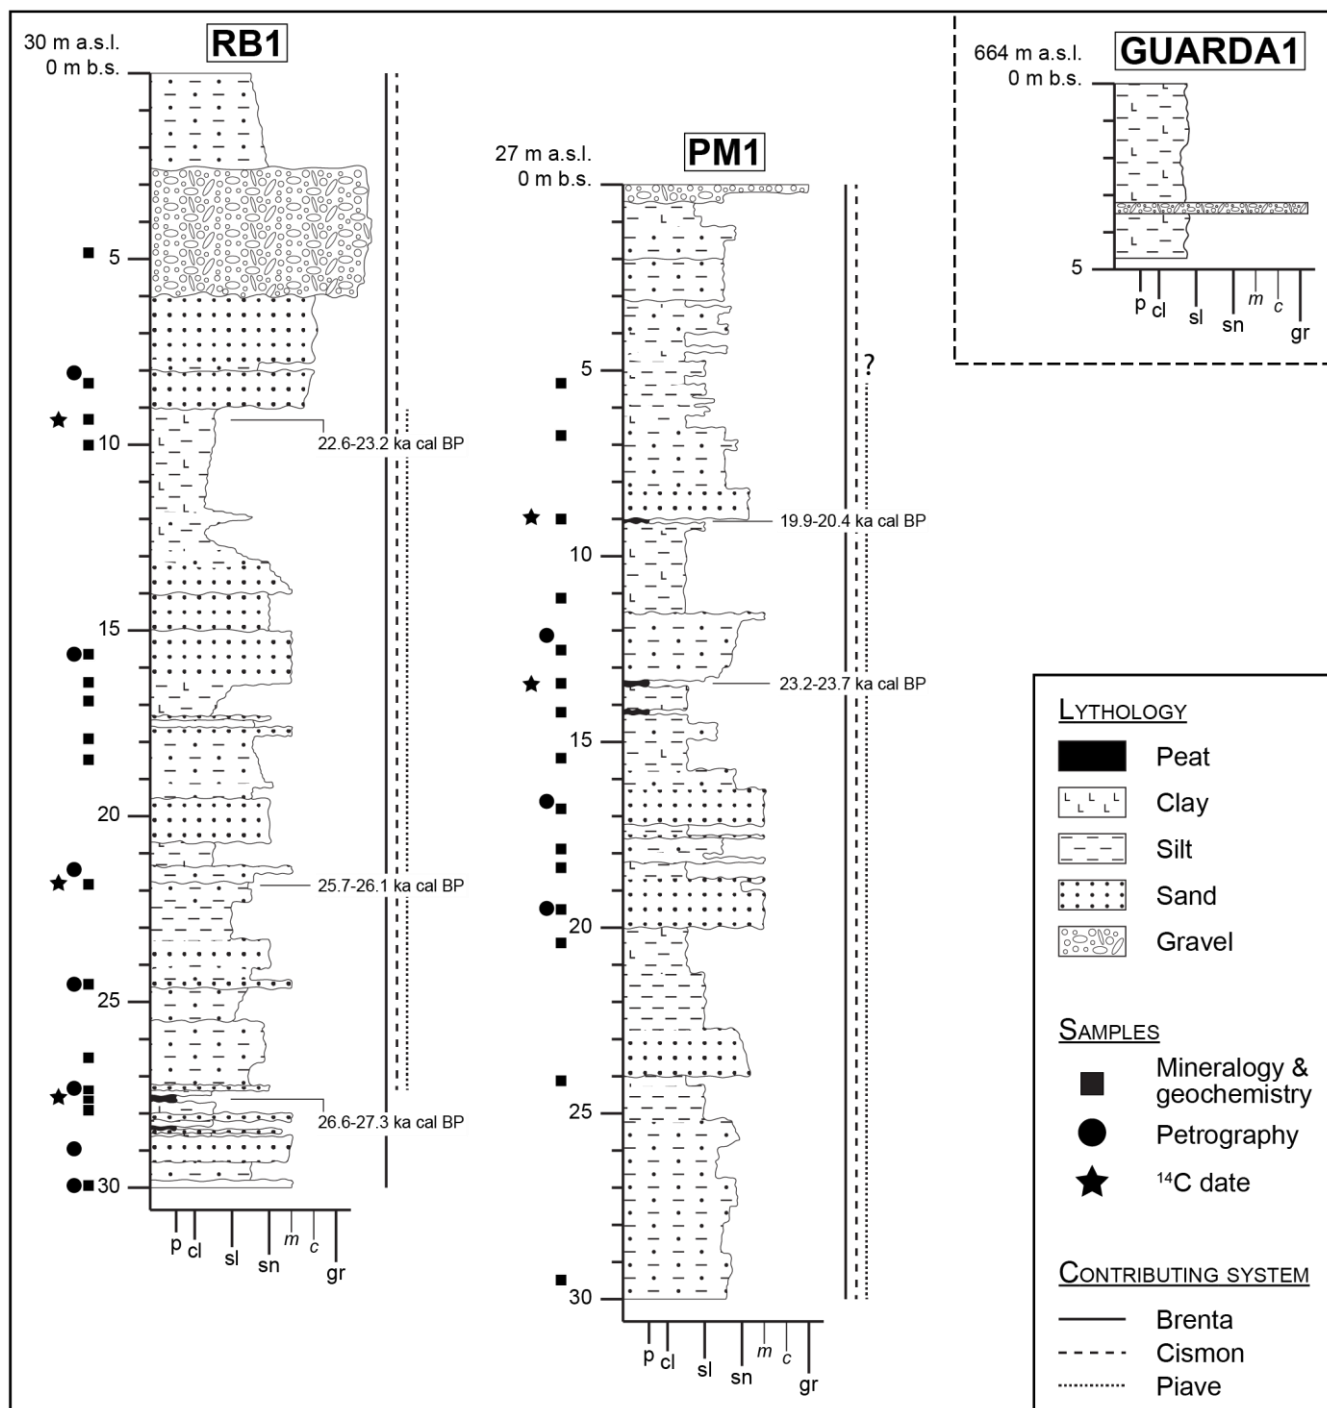 RB1
30 m a.s.l.
0 m b.s.
5
10
15
20
25
30
22.6-23.2 ka cal BP
25.7-26.1 ka cal BP
26.6-27.3 ka cal BP
p cl sl sn m c gr
PM1
27 m a.s.l.
0 m b.s.
5
10
15
20
25
30
?
19.9-20.4 ka cal BP
23.2-23.7 ka cal BP
p cl sl sn m c gr
GUARDA1
664 m a.s.l.
0 m b.s.
5
p cl sl sn m c gr
LYTHOLOGY
Peat
Clay
Silt
Sand
Gravel
SAMPLES
Mineralogy &
geochemistry
Petrography
14C date
CONTRIBUTING SYSTEM
Brenta
Cismon
Piave